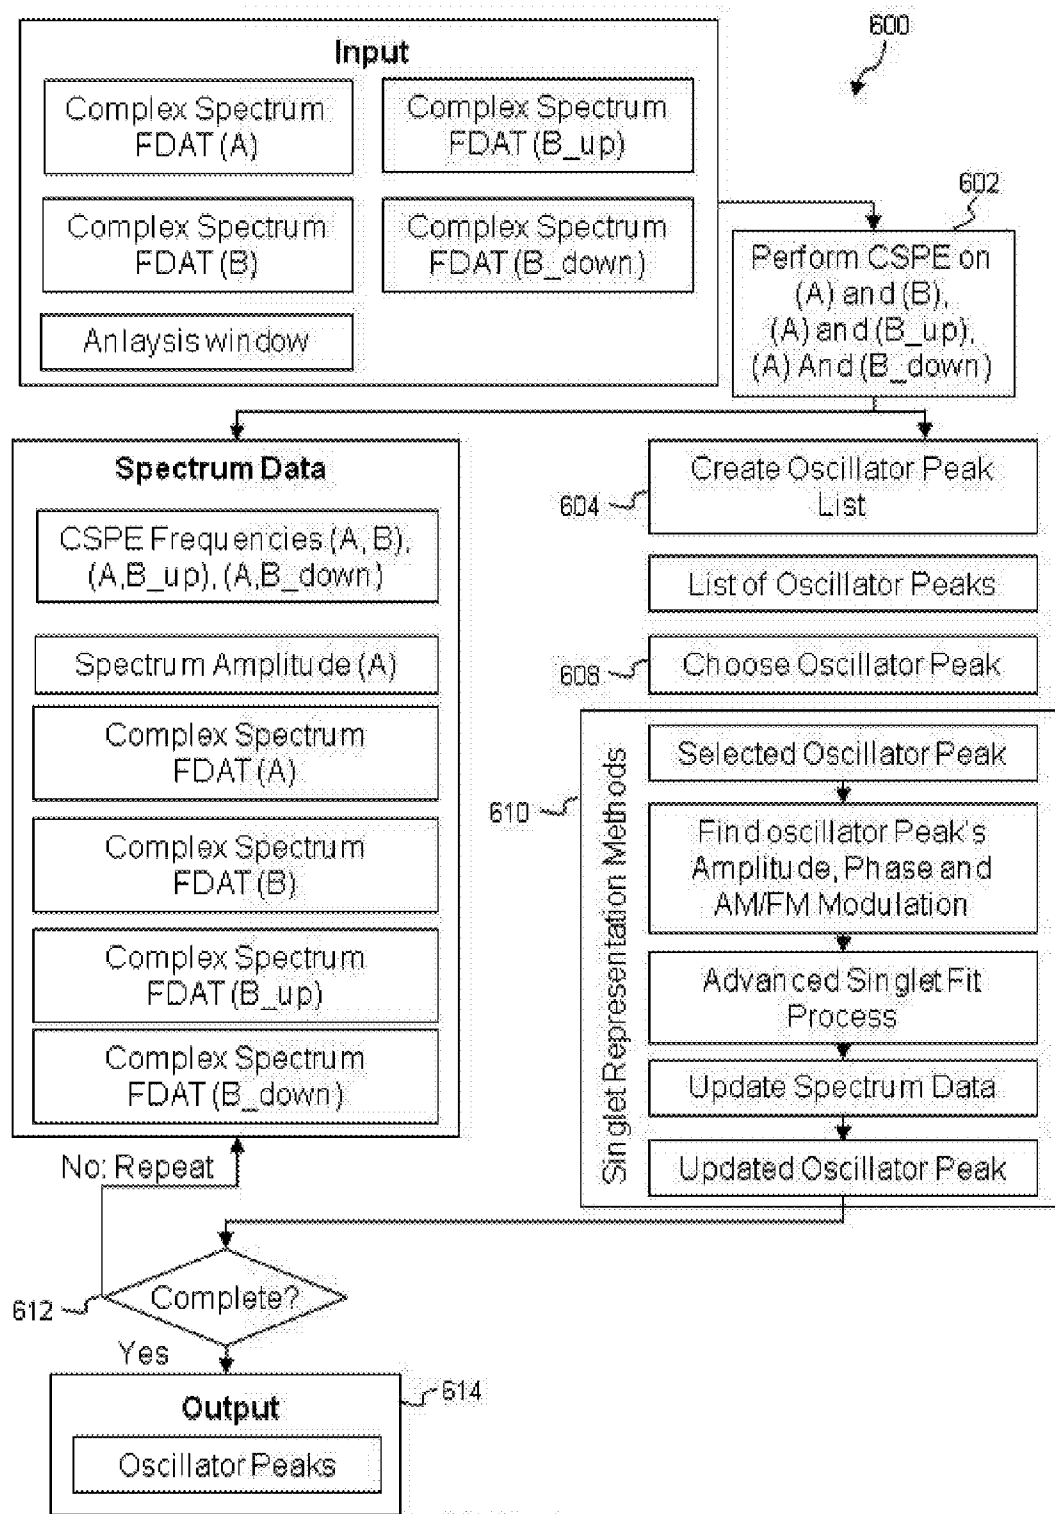 600
Input
Complex Spectrum
FDAT (A)
Complex Spectrum
FDAT (B_up)
Complex Spectrum
FDAT (B)
Complex Spectrum
FDAT (B_down)
Anlaysis window
602
Perform CSPE on
(A) and (B),
(A) and (B_up),
(A) And (B_down)
Spectrum Data
CSPE Frequencies (A, B),
(A,B_up), (A,B_down)
Spectrum Amplitude (A)
Complex Spectrum
FDAT (A)
Complex Spectrum
FDAT (B)
Complex Spectrum
FDAT (B_up)
Complex Spectrum
FDAT (B_down)
604
Create Oscillator Peak
List
List of Oscillator Peaks
608
Choose Oscillator Peak
610
Singlet Representation Methods
Selected Oscillator Peak
Find oscillator Peak's
Amplitude, Phase and
AM/FM Modulation
Advanced Singlet Fit
Process
Update Spectrum Data
Updated Oscillator Peak
No: Repeat
612
Complete?
Yes
614
Output
Oscillator Peaks